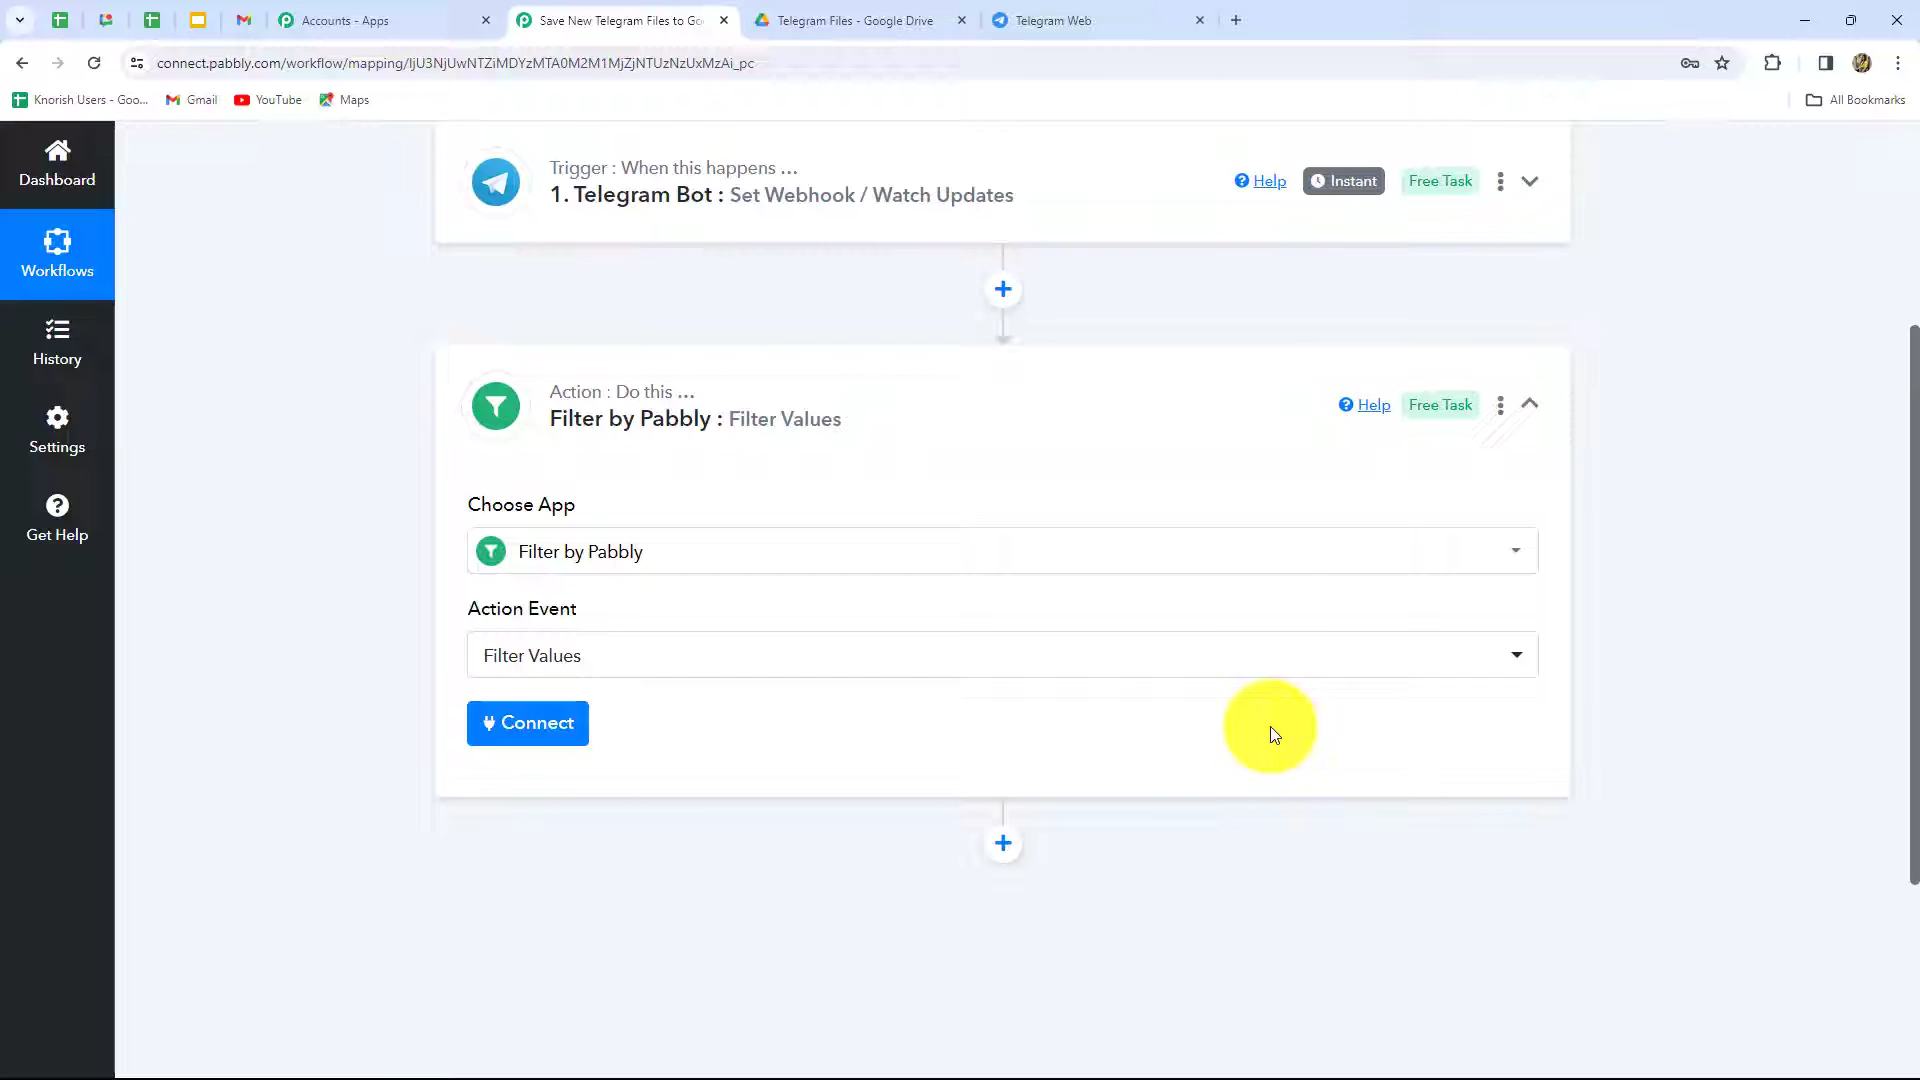 Accounts - Apps
Save New Telegram Files to Go
Telegram Files - Google Drive
Telegram Web
connect.pabbly.com/workflow/mapping/IjU3NjUwNTZiMDYzMTA0M2M1MjZjNTUzNzUxMzAi_pc
Knorish Users - Goo...
Gmail
YouTube
Maps
All Bookmarks
Dashboard
Workflows
History
Settings
Get Help
Trigger : When this happens ...
1. Telegram Bot : Set Webhook / Watch Updates
Help
Instant
Free Task
Action : Do this ...
Filter by Pabbly : Filter Values
Help
Free Task
Choose App
Filter by Pabbly
Action Event
Filter Values
Connect